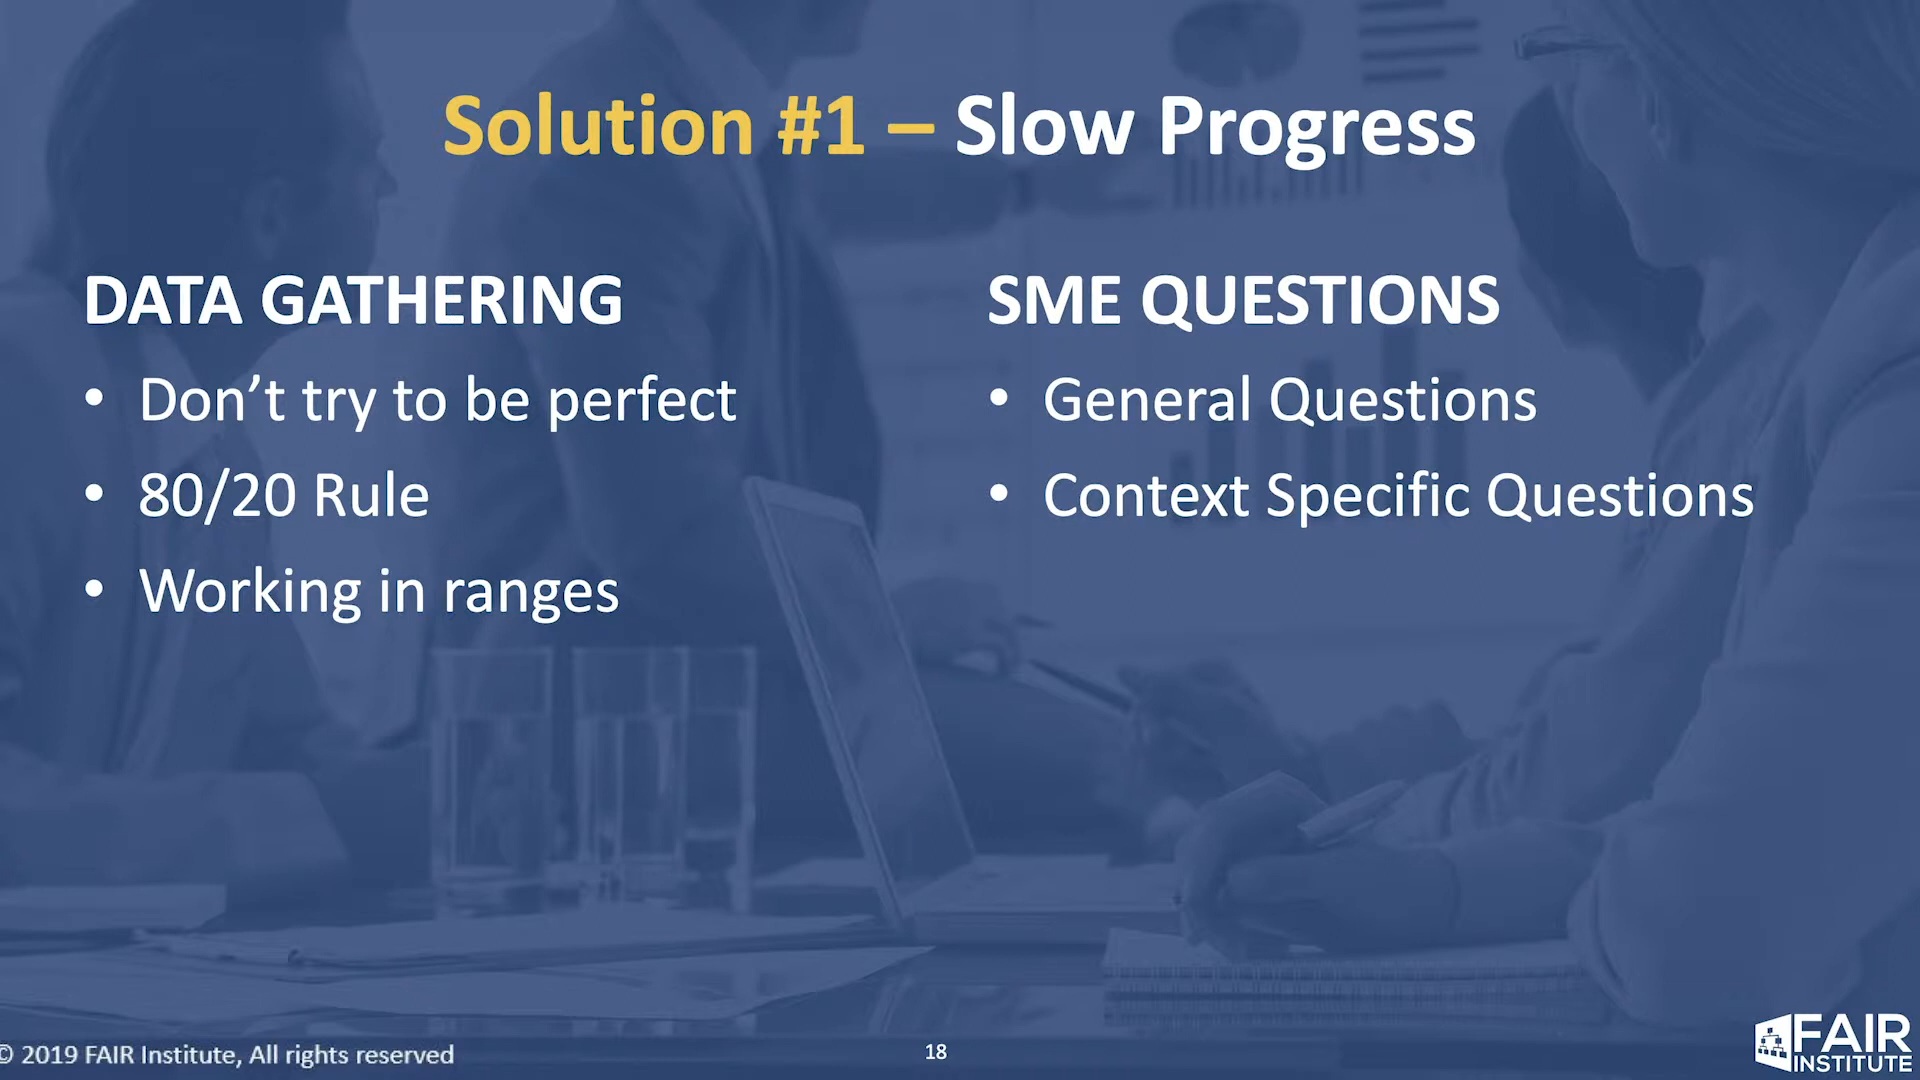 Solution #1 – Slow Progress
DATA GATHERING
• Don’t try to be perfect
• 80/20 Rule
• Working in ranges
SME QUESTIONS
• General Questions
• Context Specific Questions
© 2019 FAIR Institute, All rights reserved
18
FAIR
INSTITUTE